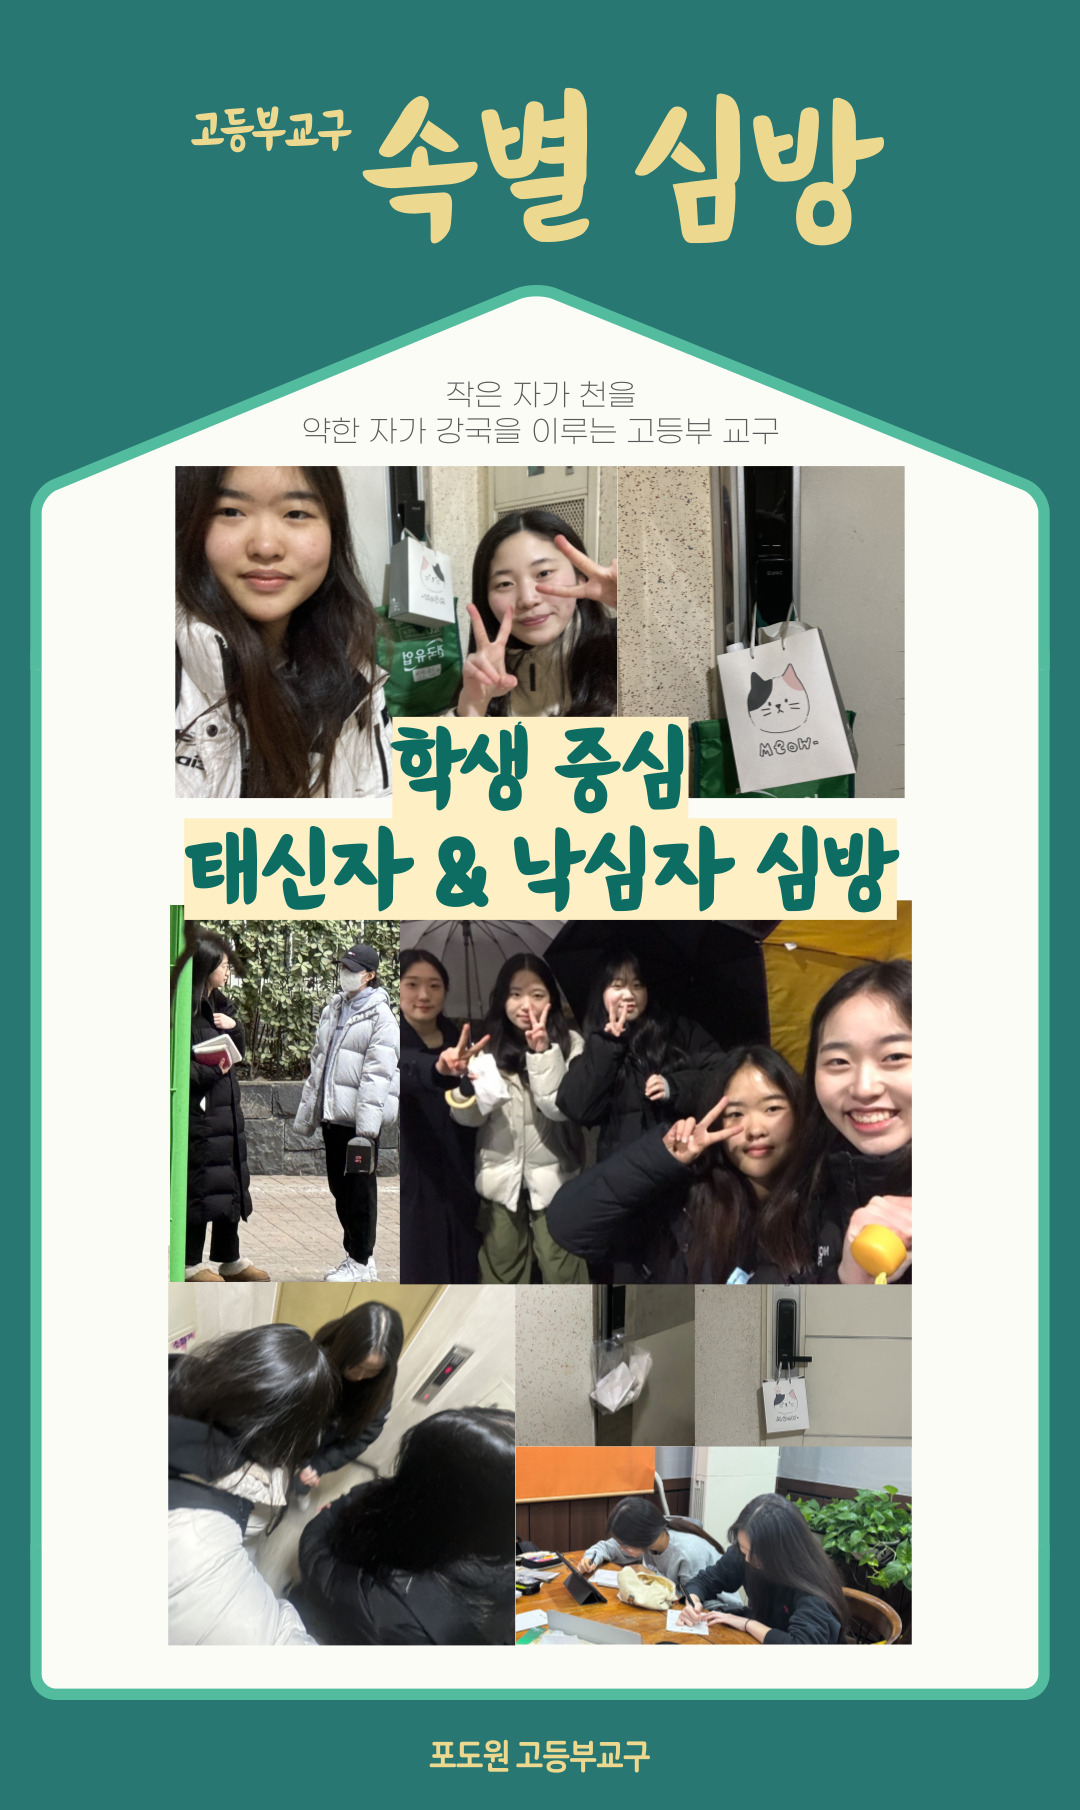 고등부교구 속별 심방
작은 자가 천을
약한 자가 강국을 이루는 고등부 교구
MEOW-
학생 중심
태신자 & 낙심자 심방
포도원 고등부교구